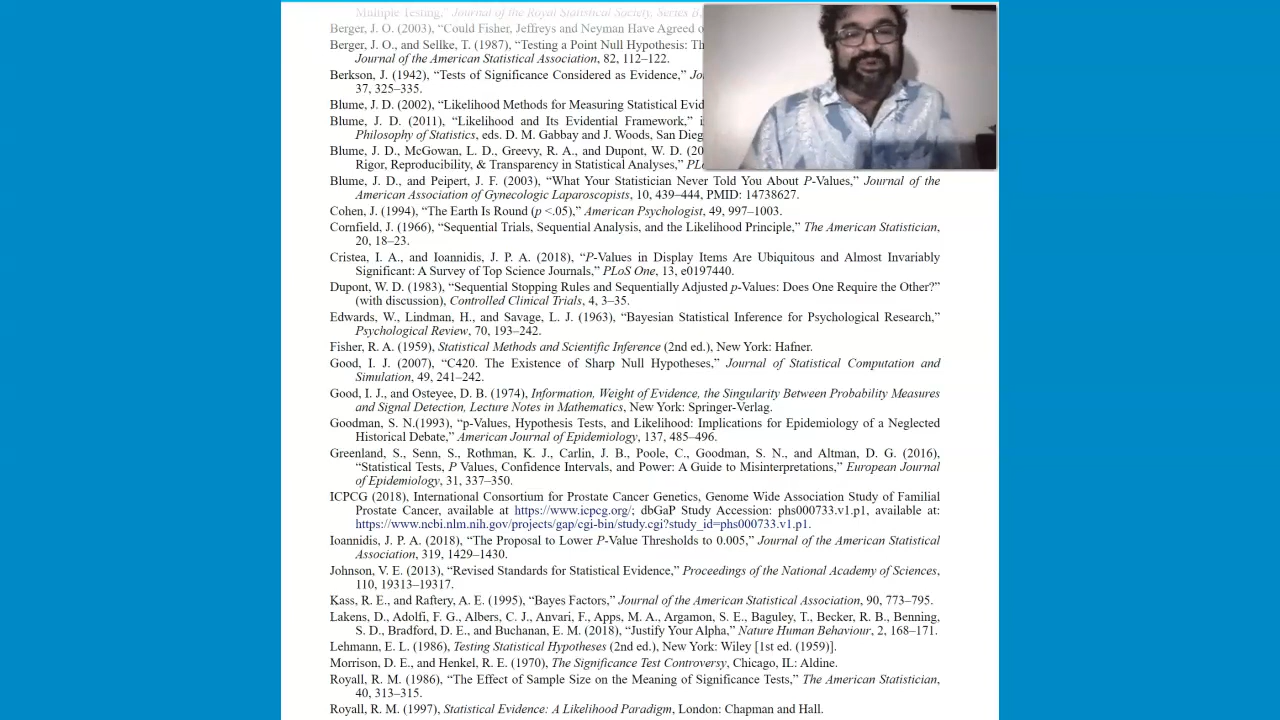 Multiple Testing,” Journal of the Royal Statistical Society, Series B,
Berger, J. O. (2003), “Could Fisher, Jeffreys and Neyman Have Agreed o
Berger, J. O., and Sellke, T. (1987), “Testing a Point Null Hypothesis: Th
Journal of the American Statistical Association, 82, 112–122.
Berkson, J. (1942), “Tests of Significance Considered as Evidence,” Jo
37, 325–335.
Blume, J. D. (2002), “Likelihood Methods for Measuring Statistical Evid
Blume, J. D. (2011), “Likelihood and Its Evidential Framework,” i
Philosophy of Statistics, eds. D. M. Gabbay and J. Woods, San Dieg
Blume, J. D., McGowan, L. D., Greevy, R. A., and Dupont, W. D. (20
Rigor, Reproducibility, & Transparency in Statistical Analyses,” PL
Blume, J. D., and Peipert, J. F. (2003), “What Your Statistician Never Told You About P-Values,” Journal of the
American Association of Gynecologic Laparoscopists, 10, 439–444, PMID: 14738627.
Cohen, J. (1994), “The Earth Is Round (p <.05),” American Psychologist, 49, 997–1003.
Cornfield, J. (1966), “Sequential Trials, Sequential Analysis, and the Likelihood Principle,” The American Statistician,
20, 18–23.
Cristea, I. A., and Ioannidis, J. P. A. (2018), “P-Values in Display Items Are Ubiquitous and Almost Invariably
Significant: A Survey of Top Science Journals,” PLoS One, 13, e0197440.
Dupont, W. D. (1983), “Sequential Stopping Rules and Sequentially Adjusted p-Values: Does One Require the Other?”
(with discussion), Controlled Clinical Trials, 4, 3–35.
Edwards, W., Lindman, H., and Savage, L. J. (1963), “Bayesian Statistical Inference for Psychological Research,”
Psychological Review, 70, 193–242.
Fisher, R. A. (1959), Statistical Methods and Scientific Inference (2nd ed.), New York: Hafner.
Good, I. J. (2007), “C420. The Existence of Sharp Null Hypotheses,” Journal of Statistical Computation and
Simulation, 49, 241–242.
Good, I. J., and Osteyee, D. B. (1974), Information, Weight of Evidence, the Singularity Between Probability Measures
and Signal Detection, Lecture Notes in Mathematics, New York: Springer-Verlag.
Goodman, S. N.(1993), “p-Values, Hypothesis Tests, and Likelihood: Implications for Epidemiology of a Neglected
Historical Debate,” American Journal of Epidemiology, 137, 485–496.
Greenland, S., Senn, S., Rothman, K. J., Carlin, J. B., Poole, C., Goodman, S. N., and Altman, D. G. (2016),
“Statistical Tests, P Values, Confidence Intervals, and Power: A Guide to Misinterpretations,” European Journal
of Epidemiology, 31, 337–350.
ICPCG (2018), International Consortium for Prostate Cancer Genetics, Genome Wide Association Study of Familial
Prostate Cancer, available at https://www.icpcg.org/; dbGaP Study Accession: phs000733.v1.p1, available at:
https://www.ncbi.nlm.nih.gov/projects/gap/cgi-bin/study.cgi?study_id=phs000733.v1.p1.
Ioannidis, J. P. A. (2018), “The Proposal to Lower P-Value Thresholds to 0.005,” Journal of the American Statistical
Association, 319, 1429–1430.
Johnson, V. E. (2013), “Revised Standards for Statistical Evidence,” Proceedings of the National Academy of Sciences,
110, 19313–19317.
Kass, R. E., and Raftery, A. E. (1995), “Bayes Factors,” Journal of the American Statistical Association, 90, 773–795.
Lakens, D., Adolfi, F. G., Albers, C. J., Anvari, F., Apps, M. A., Argamon, S. E., Baguley, T., Becker, R. B., Benning,
S. D., Bradford, D. E., and Buchanan, E. M. (2018), “Justify Your Alpha,” Nature Human Behaviour, 2, 168–171.
Lehmann, E. L. (1986), Testing Statistical Hypotheses (2nd ed.), New York: Wiley [1st ed. (1959)].
Morrison, D. E., and Henkel, R. E. (1970), The Significance Test Controversy, Chicago, IL: Aldine.
Royall, R. M. (1986), “The Effect of Sample Size on the Meaning of Significance Tests,” The American Statistician,
40, 313–315.
Royall, R. M. (1997), Statistical Evidence: A Likelihood Paradigm, London: Chapman and Hall.